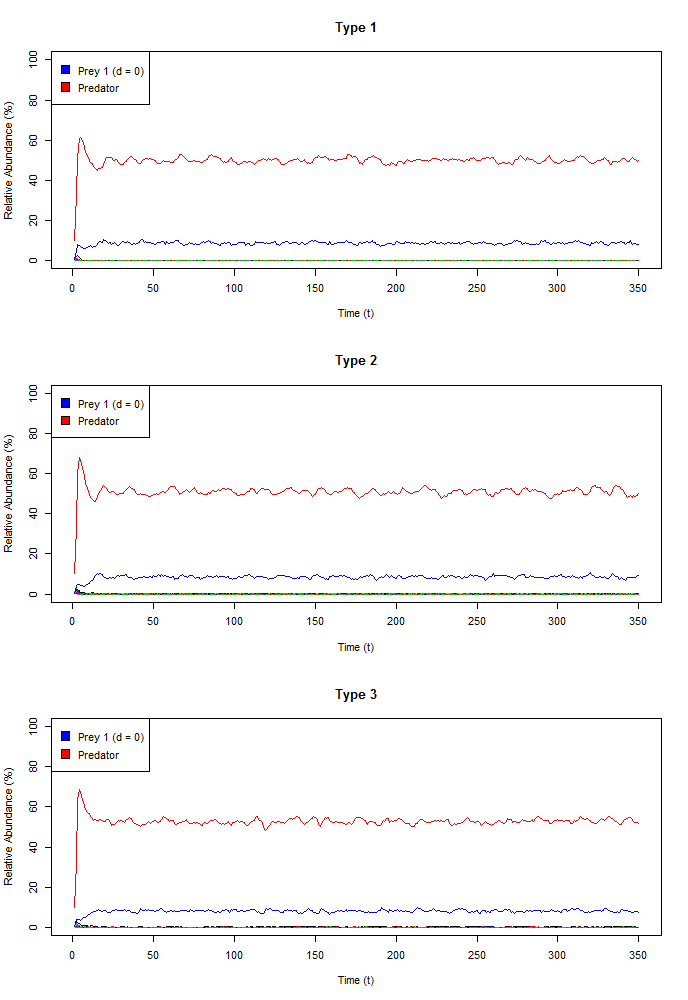 Type 1
Relative Abundance (%)
100
80
60
40
20
0
Prey 1 (d = 0)
Predator
0 50 100 150 200 250 300 350
Time (t)
Type 2
Relative Abundance (%)
100
80
60
40
20
0
Prey 1 (d = 0)
Predator
0 50 100 150 200 250 300 350
Time (t)
Type 3
Relative Abundance (%)
100
80
60
40
20
0
Prey 1 (d = 0)
Predator
0 50 100 150 200 250 300 350
Time (t)